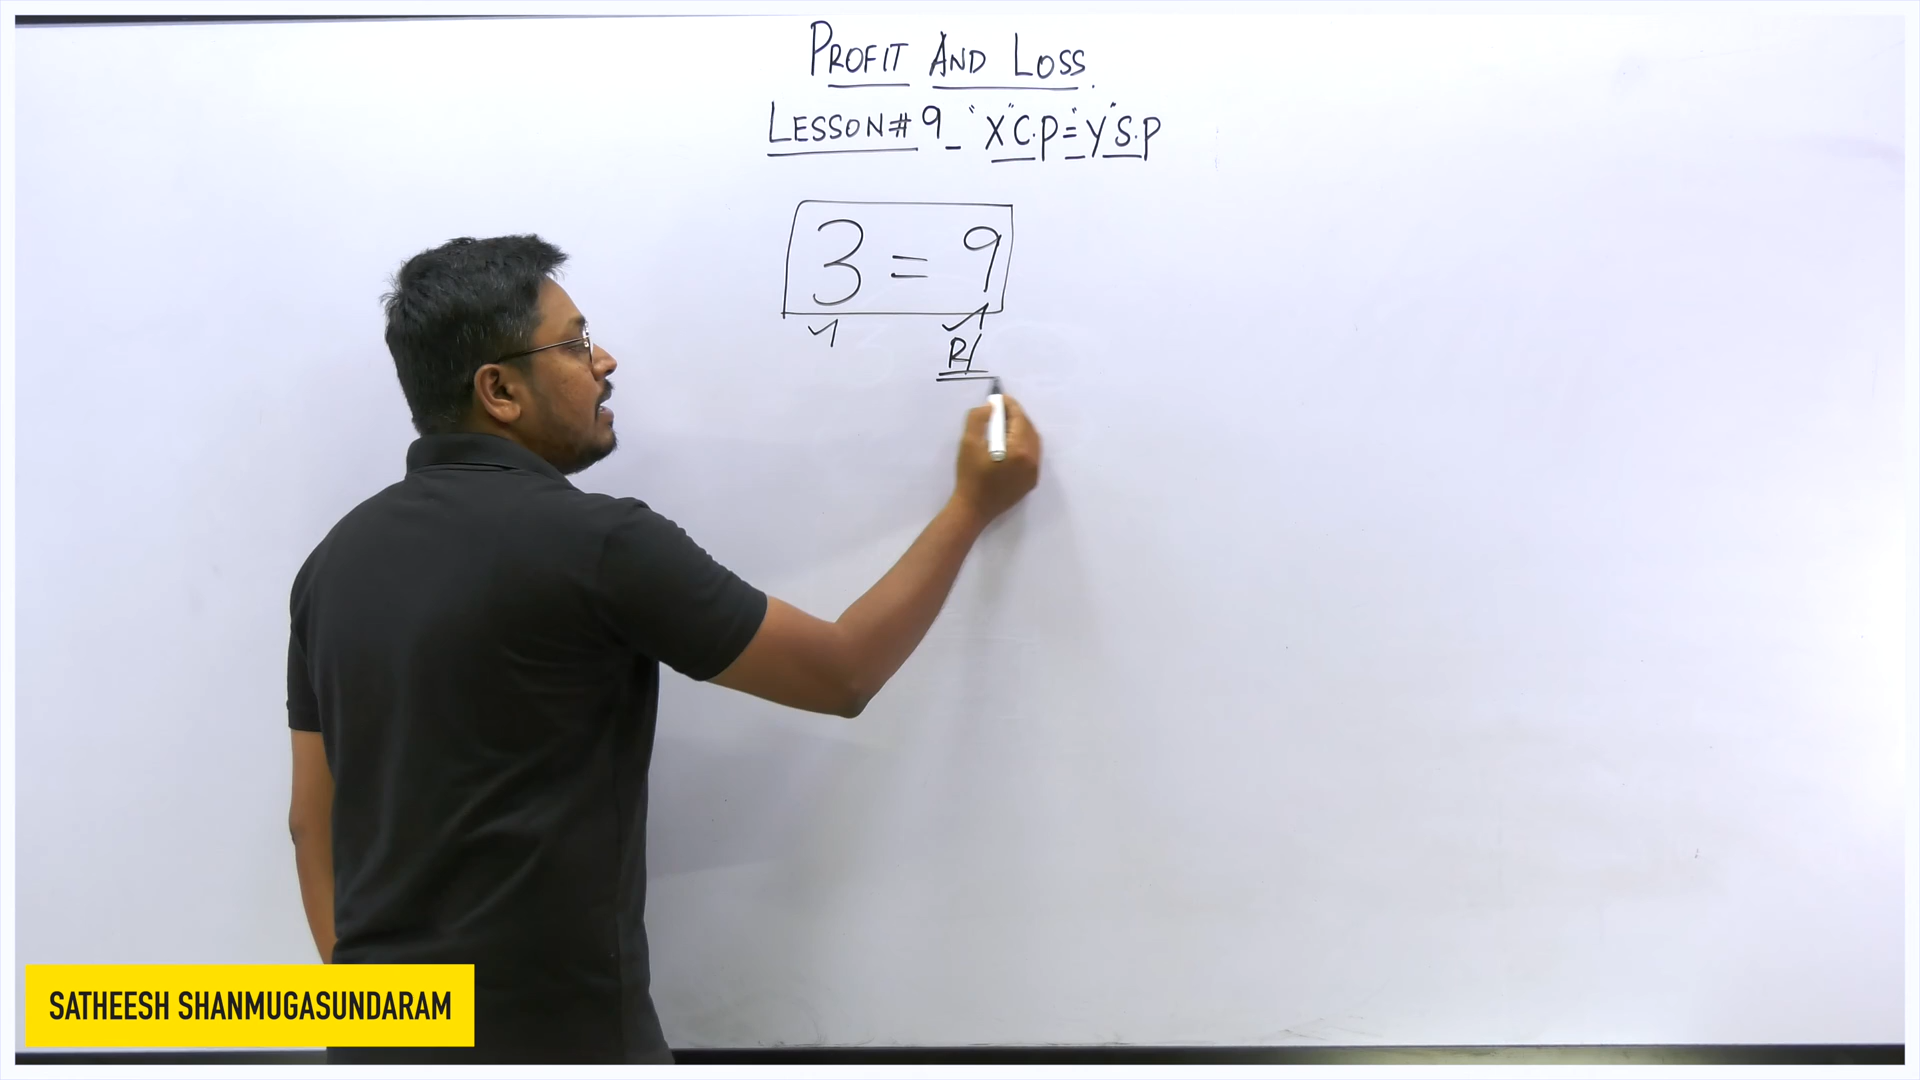 PROFIT AND LOSS.
LESSON# 9_ "X" C.P "=" Y" S.P
3 = 9
R/
SATHEESH SHANMUGASUNDARAM